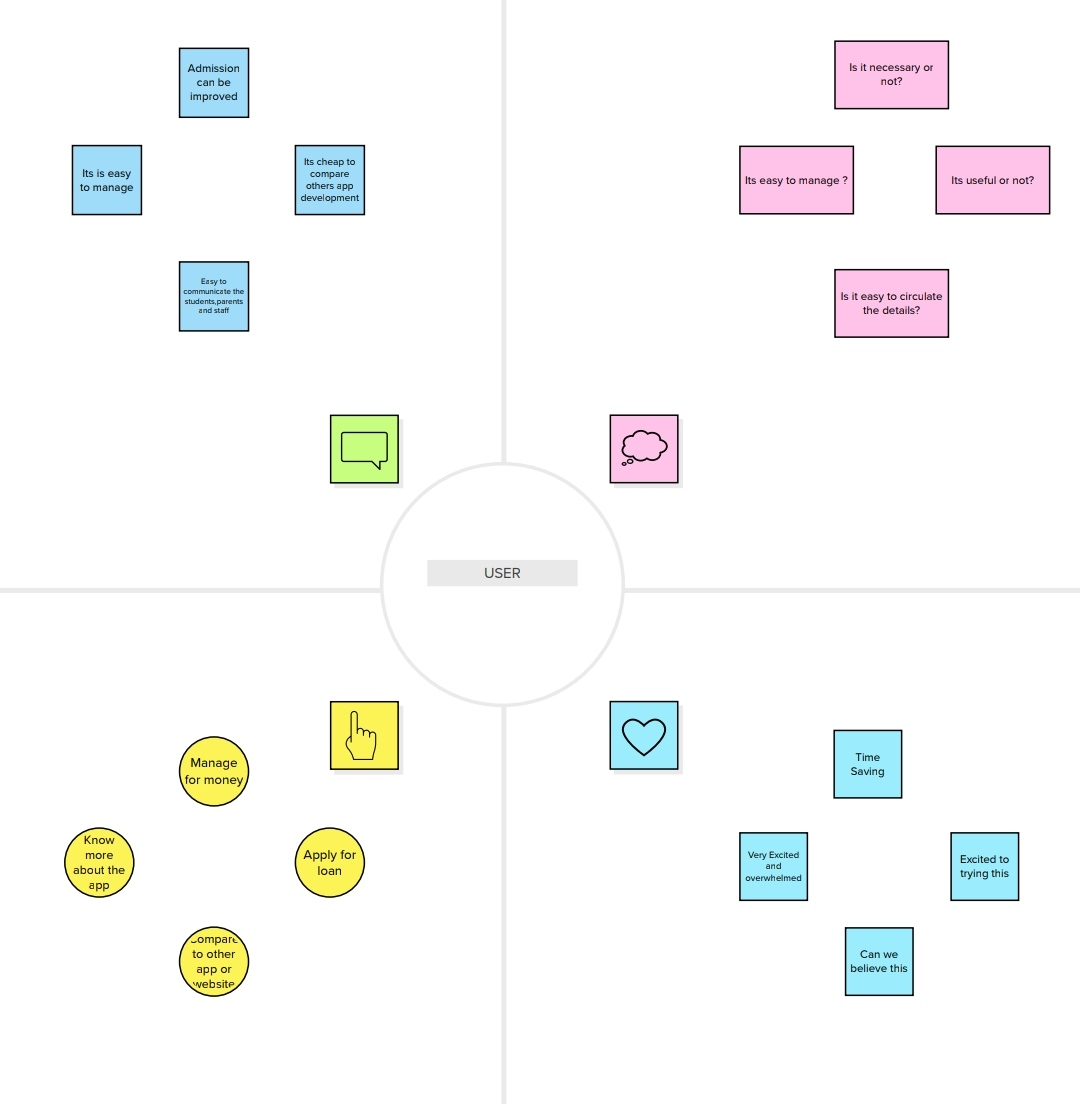 Admission
can be
improved
Its is easy
to manage
Its cheap to
compare
others app
development
Easy to
communicate the
students,parents
and staff
Is it necessary or
not?
Its easy to manage ?
Its useful or not?
Is it easy to circulate
the details?
USER
Manage
for money
Know
more
about the
app
Apply for
loan
Compare
to other
app or
website
Time
Saving
Very Excited
and
overwhelmed
Excited to
trying this
Can we
believe this